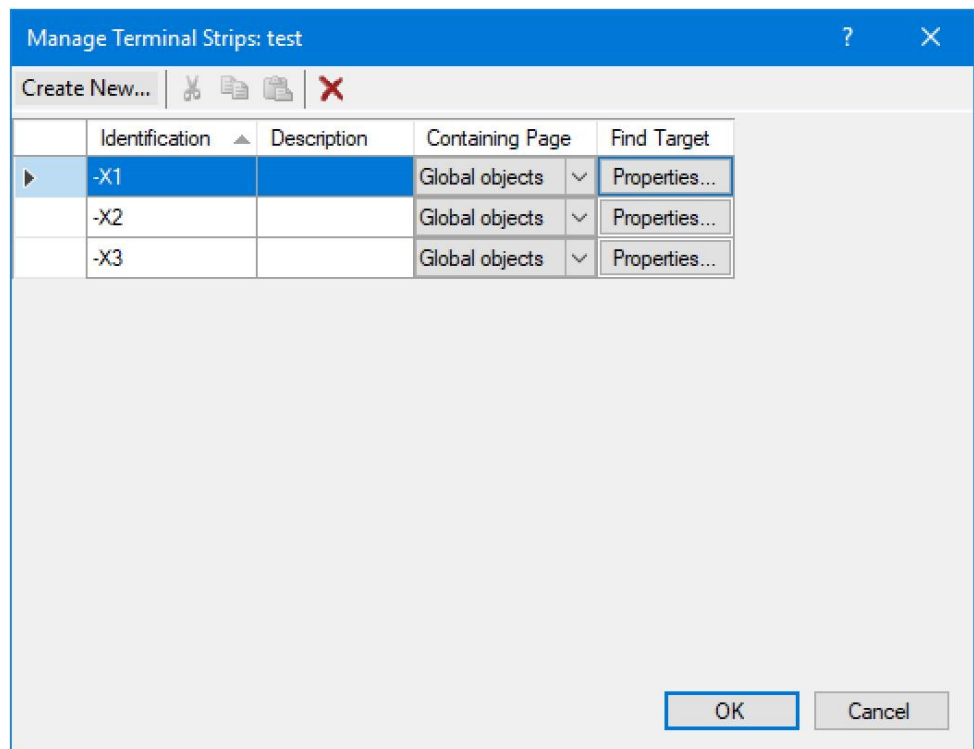 Manage Terminal Strips: test ?
Create New...
Identification Description Containing Page Find Target
-X1 Global objects Properties...
-X2 Global objects Properties...
-X3 Global objects Properties...
OK Cancel